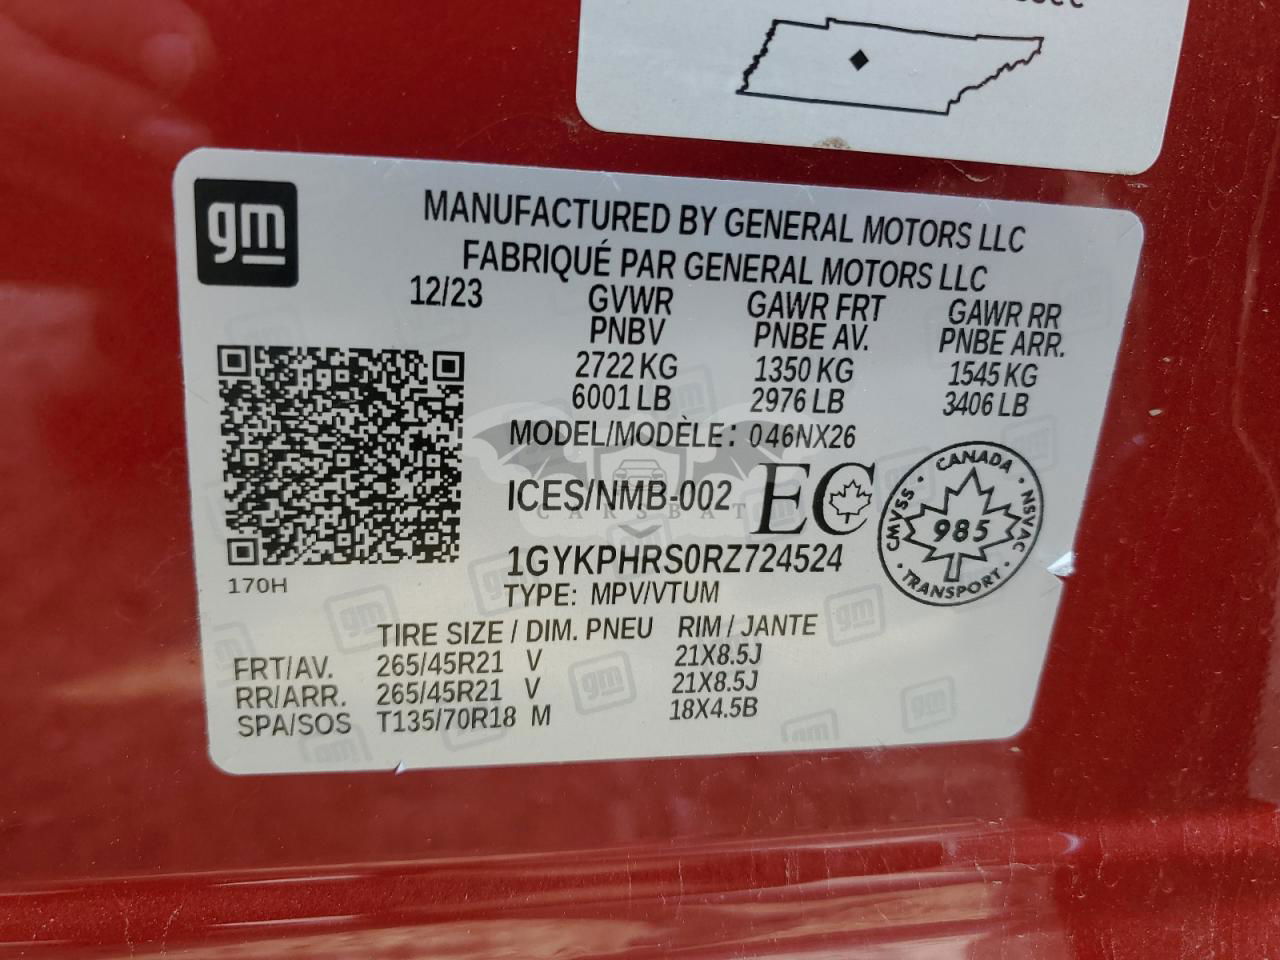 gm
MANUFACTURED BY GENERAL MOTORS LLC
FABRIQUÉ PAR GENERAL MOTORS LLC
12/23 GVWR GAWR FRT GAWR RR
PNBV PNBE AV. PNBE ARR.
2722 KG 1350 KG 1545 KG
6001 LB 2976 LB 3406 LB
MODEL/MODÈLE: 046NX26
ICES/NMB-002 EC
CARSBAT
CANADA
CMVSS 985 NSVAC
TRANSPORT
1GYKPHRS0RZ724524
170H
TYPE: MPV/VTUM
TIRE SIZE / DIM. PNEU RIM / JANTE
FRT/AV. 265/45R21 V 21X8.5J
RR/ARR. 265/45R21 V 21X8.5J
SPA/SOS T135/70R18 M 18X4.5B